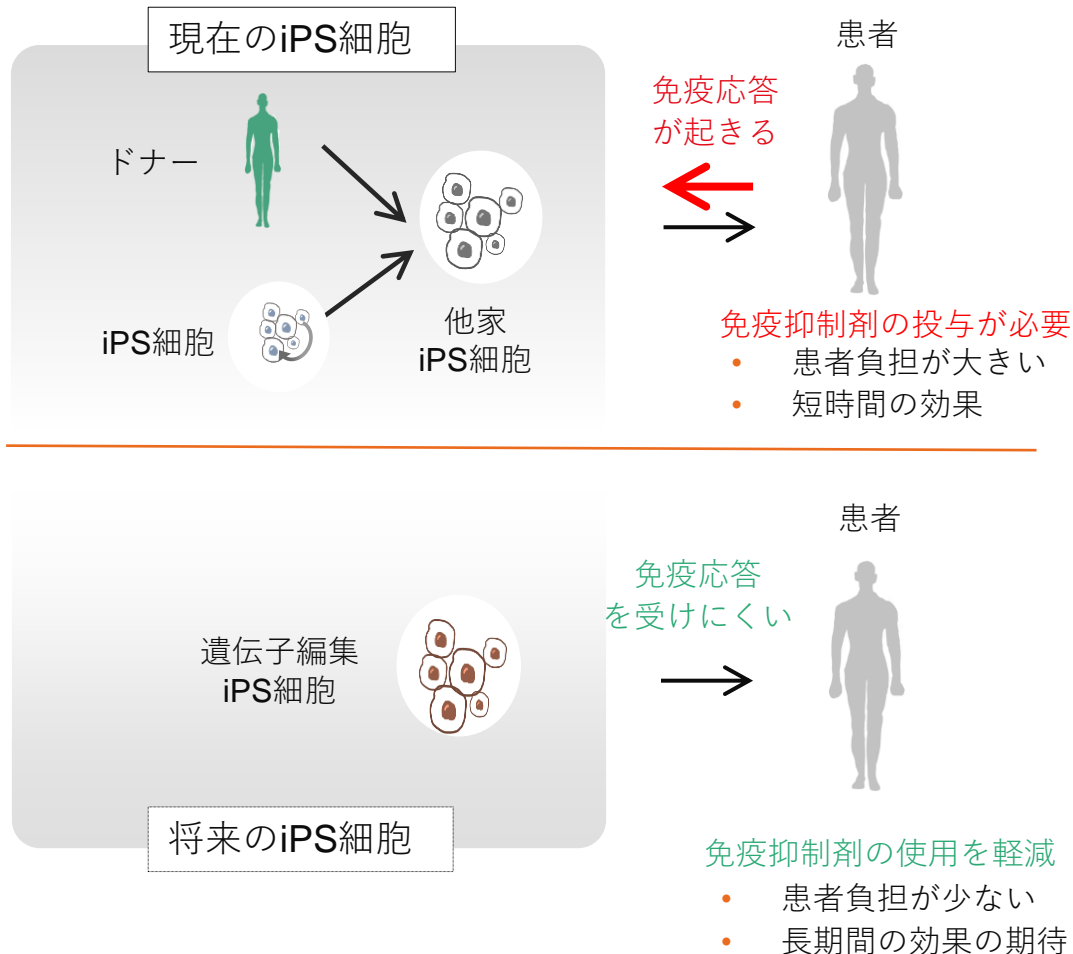 現在のiPS細胞
患者
免疫応答
が起きる
ドナー
iPS細胞
他家
iPS細胞
免疫抑制剤の投与が必要
• 患者負担が大きい
• 短時間の効果
患者
免疫応答
を受けにくい
遺伝子編集
iPS細胞
将来のiPS細胞
免疫抑制剤の使用を軽減
• 患者負担が少ない
• 長期間の効果の期待